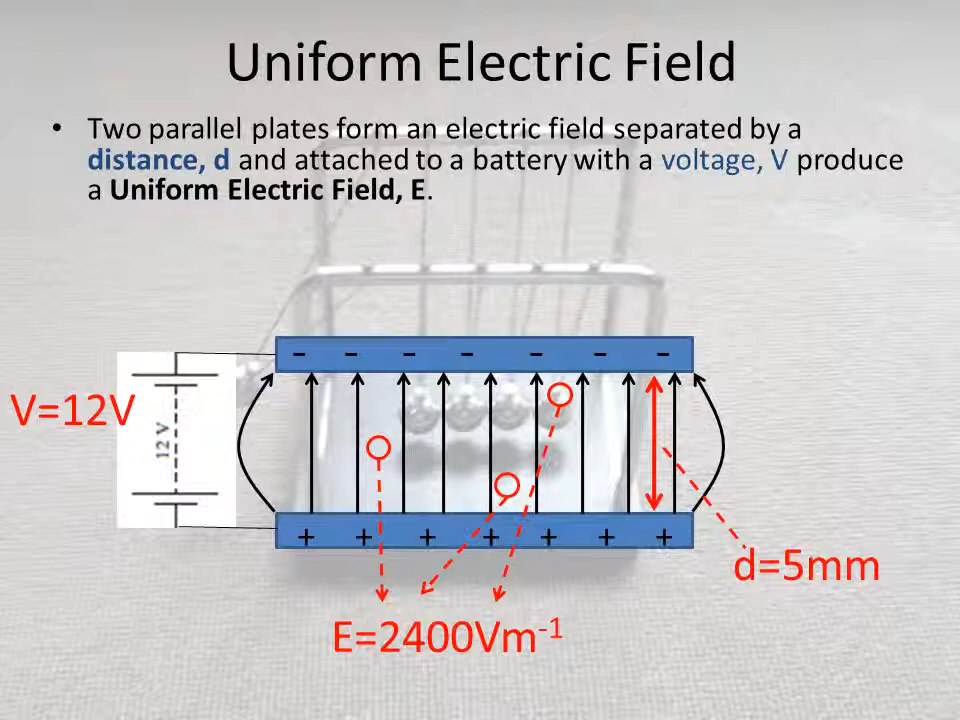 Uniform Electric Field
• Two parallel plates form an electric field separated by a
distance, d and attached to a battery with a voltage, V produce
a Uniform Electric Field, E.
- - - - - - -
V=12V
12 V
+ + + + + + +
d=5mm
E=2400Vm-1